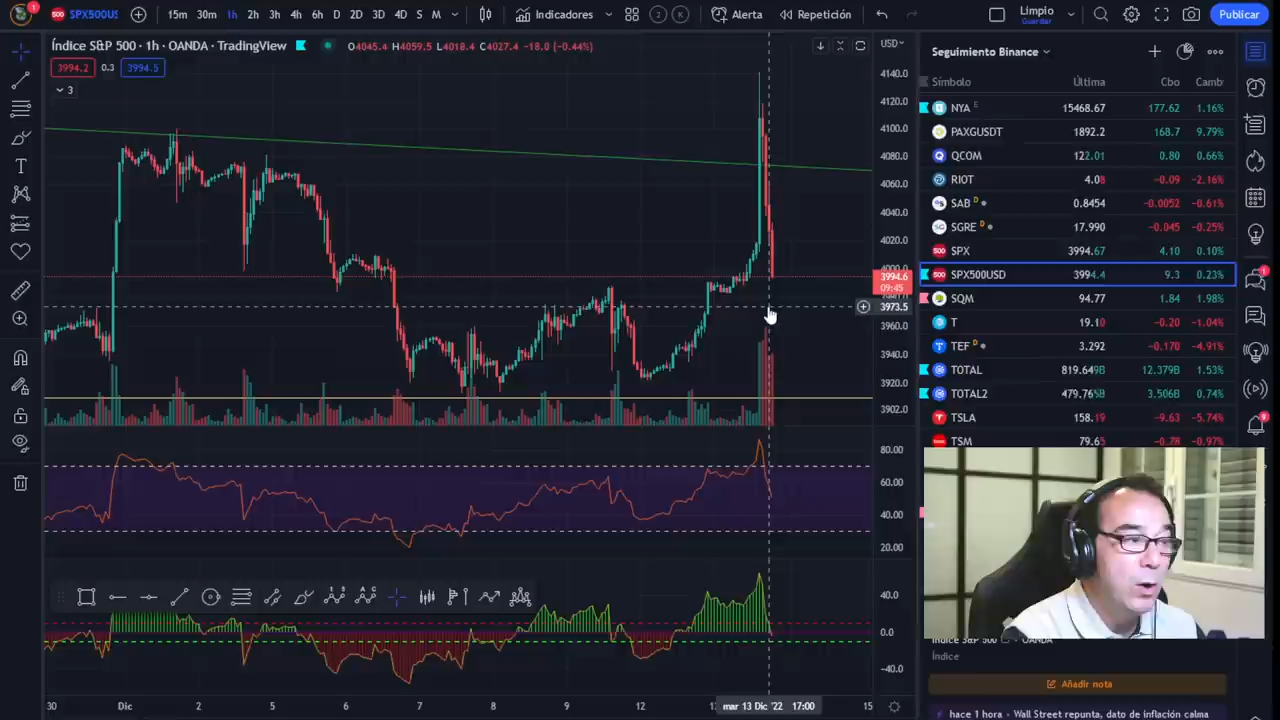 500 SPX500US 15m 30m 1h 2h 3h 4h 6h D 2D 3D 4D S M Indicadores 2 K Alerta Repetición Limpio Guardar Publicar
Índice S&P 500 · 1h · OANDA · TradingView O4045.4 H4059.5 L4018.4 C4027.4 −18.0 (−0.44%) USD
3994.2 0.3 3994.5
3
4140.0
4120.0
4100.0
4080.0
4060.0
4040.0
4020.0
4000.0
3994.6
09:45
3973.5
3960.0
3940.0
3920.0
3902.0
80.00
60.00
40.00
20.00
40.0
0.0
−40.0
30 Dic 2 5 6 7 8 9 12 mar 13 Dic '22 17:00 15
Seguimiento Binance
Símbolo Última Cbo Camb
NYA E 15468.67 177.62 1.16%
PAXGUSDT 1892.2 168.7 9.79%
QCOM 122.01 0.80 0.66%
RIOT 4.08 −0.09 −2.16%
SAB D 0.8454 −0.0052 −0.61%
SGRE D 17.990 −0.045 −0.25%
500 SPX 3994.67 4.10 0.10%
500 SPX500USD 3994.4 9.3 0.23%
SQM 94.77 1.84 1.98%
T 19.10 −0.20 −1.04%
TEF D 3.292 −0.170 −4.91%
TOTAL 819.649B 12.379B 1.53%
TOTAL2 479.765B 3.506B 0.74%
TSLA 158.19 −9.63 −5.74%
TSM 79.65 −0.78 −0.97%
Índice S&P 500 OANDA
Índice
Añadir nota
hace 1 hora • Wall Street repunta, dato de inflación calma